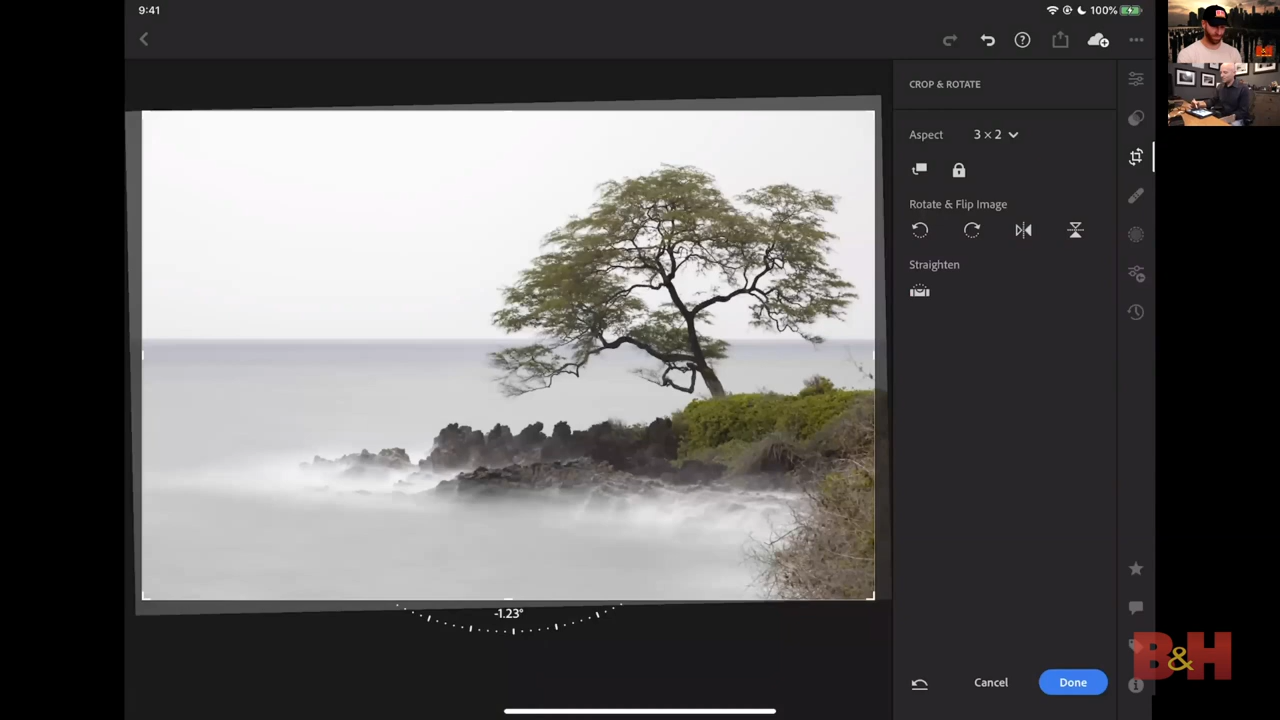 9:41
100%
CROP & ROTATE
Aspect
3 × 2
Rotate & Flip Image
Straighten
-1.23°
Cancel
Done
B&H